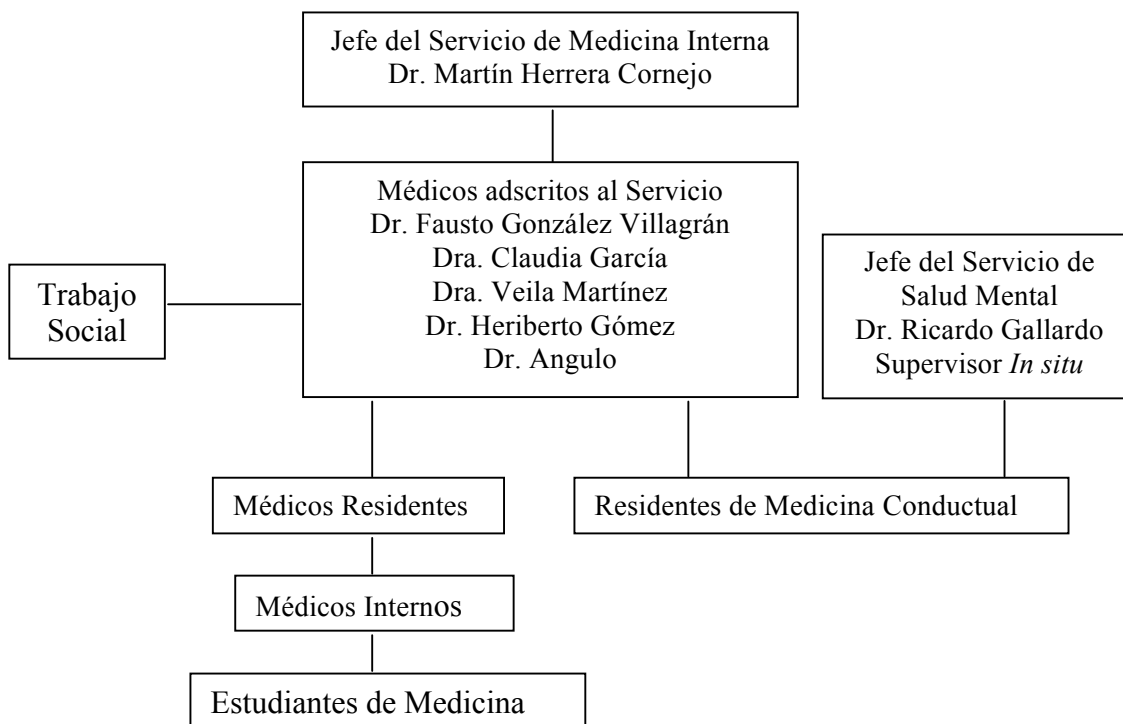 Jefe del Servicio de Medicina Interna
Dr. Martín Herrera Cornejo
Médicos adscritos al Servicio
Dr. Fausto González Villagrán
Dra. Claudia García
Dra. Veila Martínez
Dr. Heriberto Gómez
Dr. Angulo
Trabajo
Social
Jefe del Servicio de
Salud Mental
Dr. Ricardo Gallardo
Supervisor In situ
Médicos Residentes
Residentes de Medicina Conductual
Médicos Internos
Estudiantes de Medicina